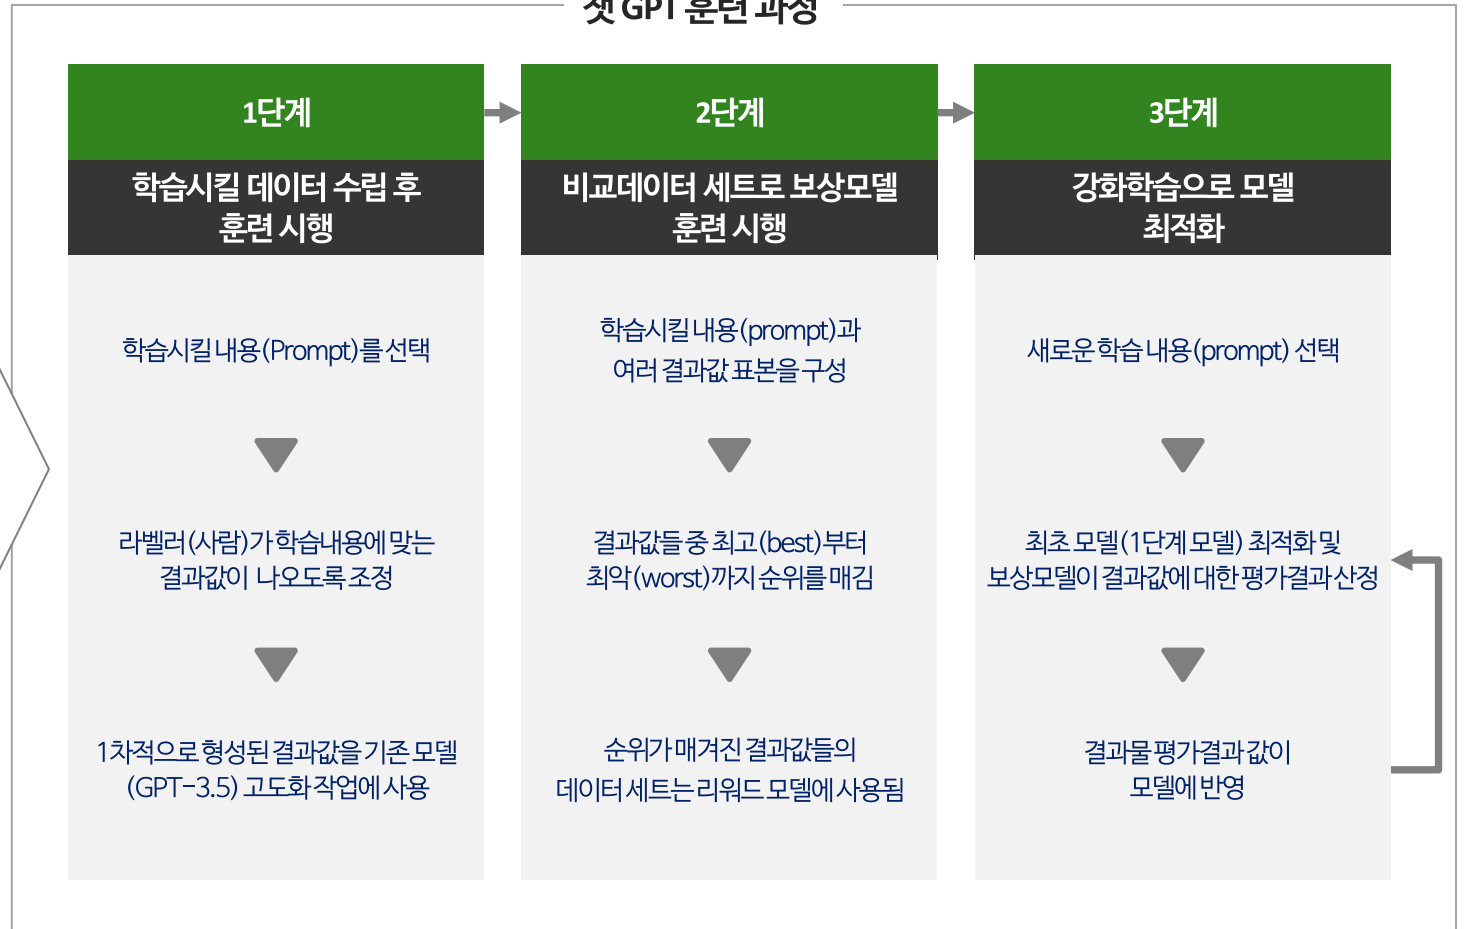 챗 GPT 훈련 과정
1단계
학습시킬 데이터 수립 후
훈련 시행
학습시킬 내용(Prompt)를 선택
라벨러(사람)가 학습내용에 맞는
결과값이 나오도록 조정
1차적으로 형성된 결과값을 기존 모델
(GPT-3.5) 고도화 작업에 사용
2단계
비교데이터 세트로 보상모델
훈련 시행
학습시킬 내용(prompt)과
여러 결과값 표본을 구성
결과값들 중 최고(best)부터
최악(worst)까지 순위를 매김
순위가 매겨진 결과값들의
데이터 세트는 리워드 모델에 사용됨
3단계
강화학습으로 모델
최적화
새로운 학습 내용(prompt) 선택
최초 모델(1단계 모델) 최적화 및
보상모델이 결과값에 대한 평가결과 산정
결과물 평가결과 값이
모델에 반영